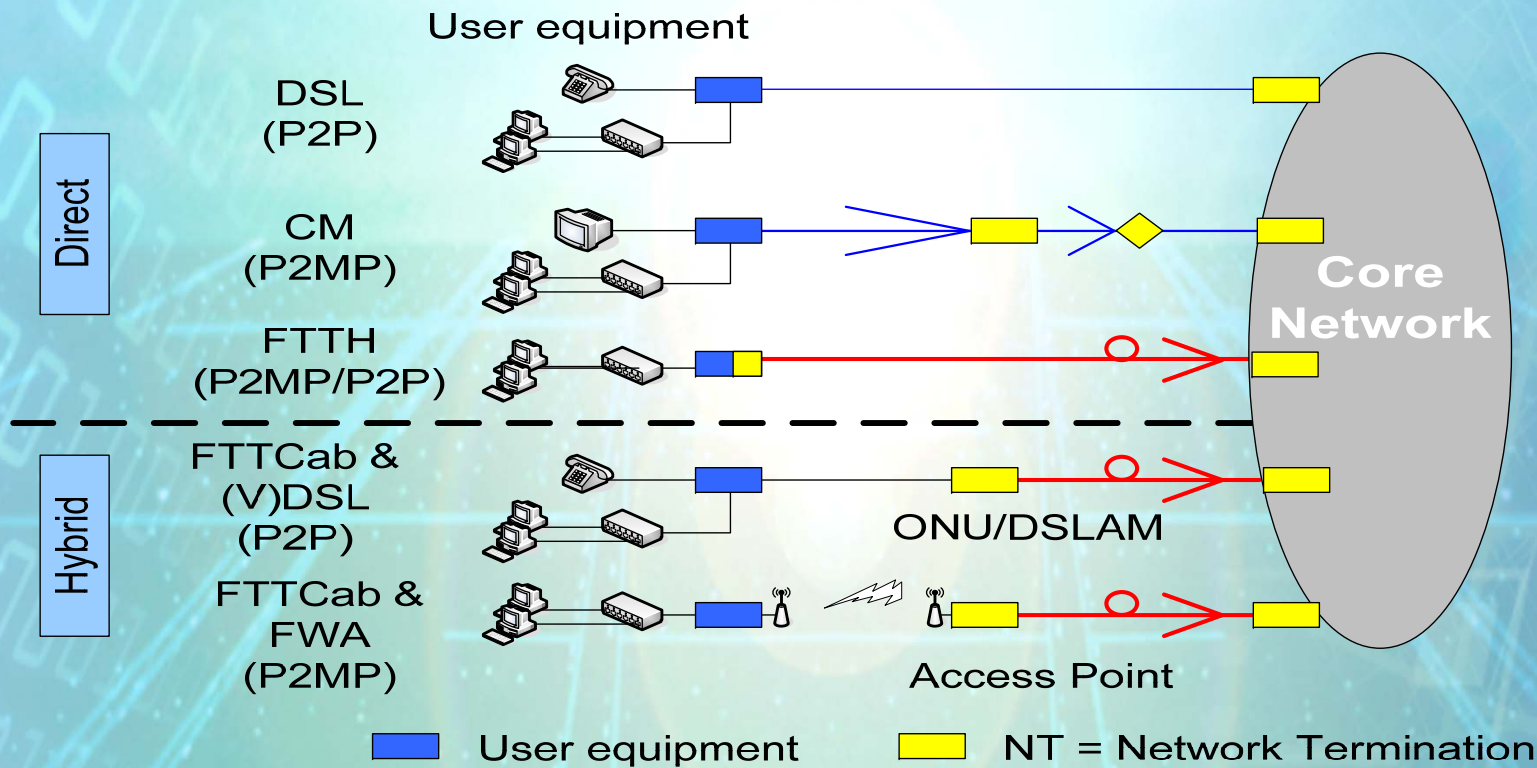 User equipment
DSL
(P2P)
Direct
CM
(P2MP)
Core
Network
FTTH
(P2MP/P2P)
Hybrid
FTTCab &
(V)DSL
(P2P)
ONU/DSLAM
FTTCab &
FWA
(P2MP)
Access Point
User equipment
NT = Network Termination